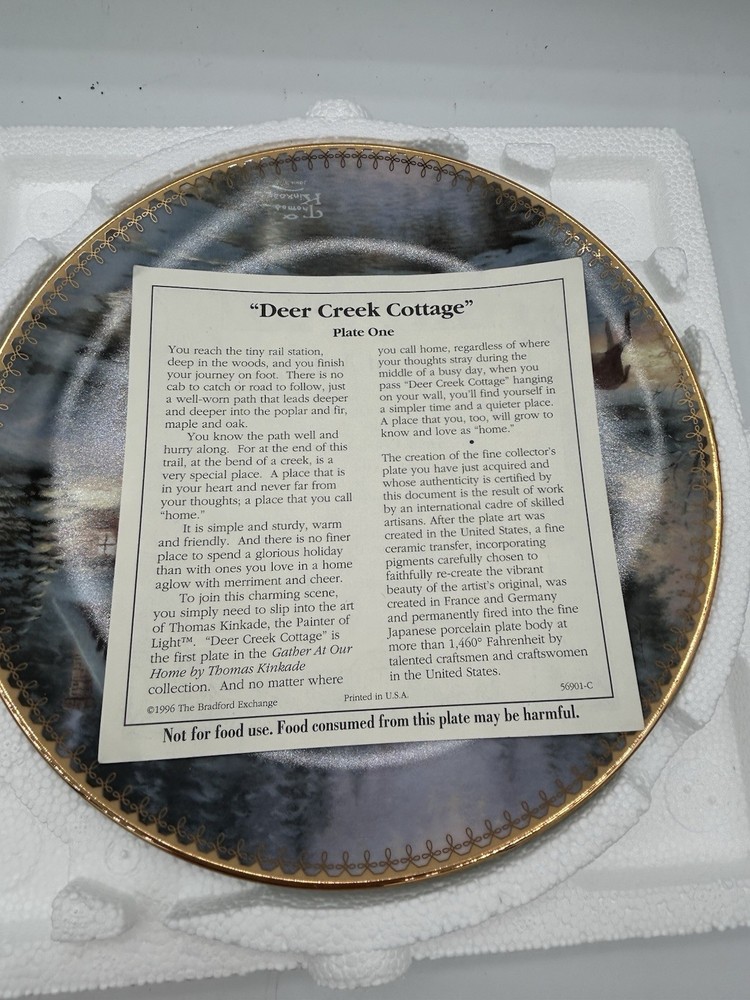 "Deer Creek Cottage"
Plate One
You reach the tiny rail station,
deep in the woods, and you finish
your journey on foot. There is no
cab to catch or road to follow, just
a well-worn path that leads deeper
and deeper into the poplar and fir,
maple and oak.
You know the path well and
hurry along. For at the end of this
trail, at the bend of a creek, is a
very special place. A place that is
in your heart and never far from
your thoughts; a place that you call
"home."
It is simple and sturdy, warm
and friendly. And there is no finer
place to spend a glorious holiday
than with ones you love in a home
aglow with merriment and cheer.
To join this charming scene,
you simply need to slip into the art
of Thomas Kinkade, the Painter of
Light™. "Deer Creek Cottage" is
the first plate in the Gather At Our
Home by Thomas Kinkade
collection. And no matter where
you call home, regardless of where
your thoughts stray during the
middle of a busy day, when you
pass "Deer Creek Cottage" hanging
on your wall, you'll find yourself in
a simpler time and a quieter place.
A place that you, too, will grow to
know and love as "home."
•
The creation of the fine collector's
plate you have just acquired and
whose authenticity is certified by
this document is the result of work
by an international cadre of skilled
artisans. After the plate art was
created in the United States, a fine
ceramic transfer, incorporating
pigments carefully chosen to
faithfully re-create the vibrant
beauty of the artist's original, was
created in France and Germany
and permanently fired into the fine
Japanese porcelain plate body at
more than 1,460° Fahrenheit by
talented craftsmen and craftswomen
in the United States.
©1996 The Bradford Exchange
Printed in U.S.A.
56901-C
Not for food use. Food consumed from this plate may be harmful.
Thomas
Kinkade